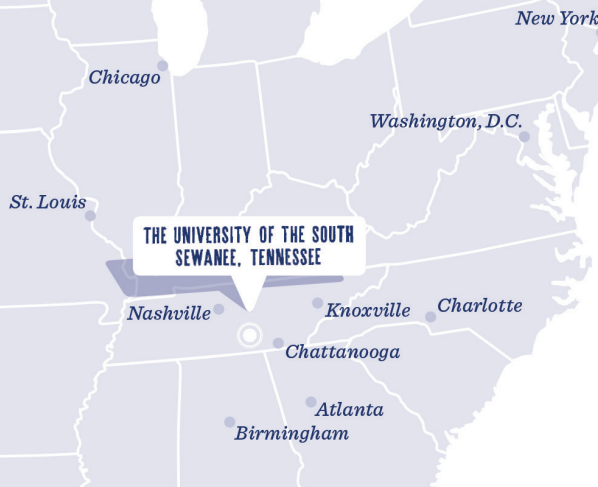 New York
Chicago
Washington, D.C.
St. Louis
THE UNIVERSITY OF THE SOUTH
SEWANEE, TENNESSEE
Nashville
Knoxville
Charlotte
Chattanooga
Atlanta
Birmingham